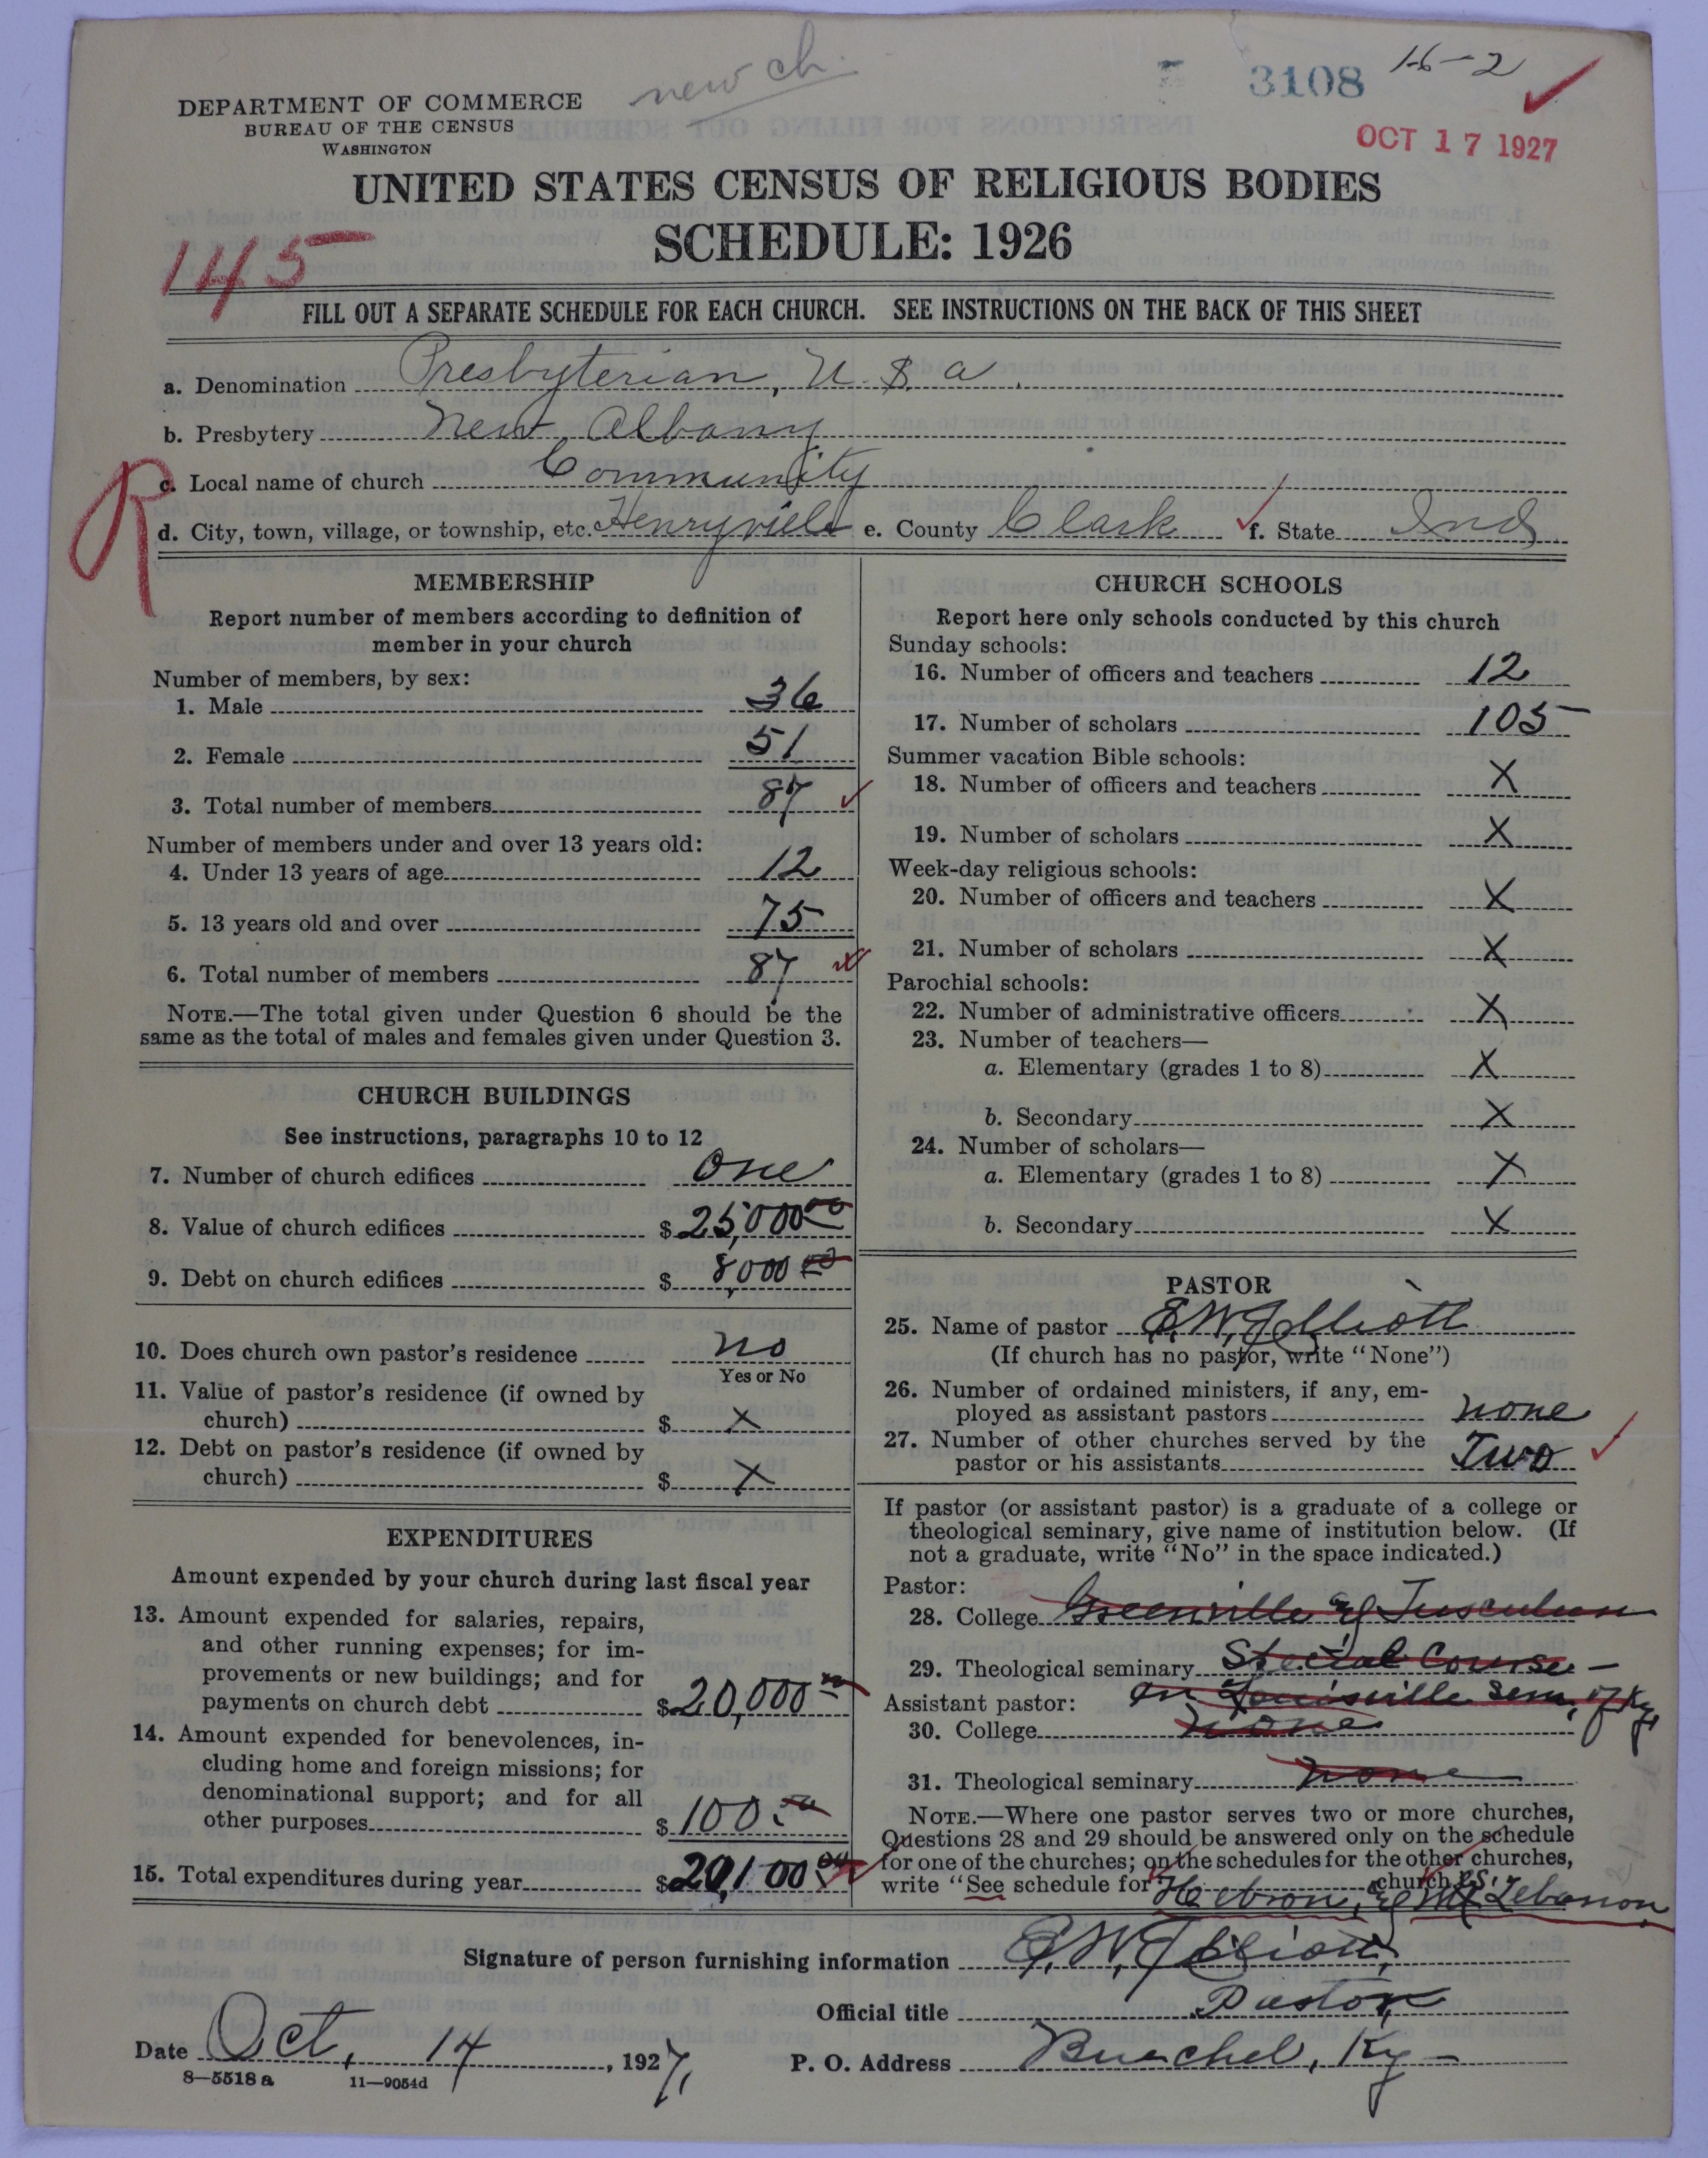 new ch.
3108
16-2
DEPARTMENT OF COMMERCE
BUREAU OF THE CENSUS
WASHINGTON
OCT 17 1927
UNITED STATES CENSUS OF RELIGIOUS BODIES
SCHEDULE: 1926
145
FILL OUT A SEPARATE SCHEDULE FOR EACH CHURCH. SEE INSTRUCTIONS ON THE BACK OF THIS SHEET
a. Denomination Presbyterian, U. S. a.
b. Presbytery New Albany
R
c. Local name of church Community
d. City, town, village, or township, etc. Henryville e. County Clark f. State Ind
MEMBERSHIP
Report number of members according to definition of
member in your church
Number of members, by sex:
1. Male 36
2. Female 51
3. Total number of members 87
Number of members under and over 13 years old:
4. Under 13 years of age 12
5. 13 years old and over 75
6. Total number of members 87
NOTE.—The total given under Question 6 should be the
same as the total of males and females given under Question 3.
CHURCH BUILDINGS
See instructions, paragraphs 10 to 12
7. Number of church edifices one
8. Value of church edifices $ 25,000 00
9. Debt on church edifices $ 8,000 00
10. Does church own pastor's residence no
Yes or No
11. Value of pastor's residence (if owned by
church) $ X
12. Debt on pastor's residence (if owned by
church) $ X
EXPENDITURES
Amount expended by your church during last fiscal year
13. Amount expended for salaries, repairs,
and other running expenses; for im-
provements or new buildings; and for
payments on church debt $ 20,000 00
14. Amount expended for benevolences, in-
cluding home and foreign missions; for
denominational support; and for all
other purposes $ 100.00
15. Total expenditures during year $ 20,100 00
CHURCH SCHOOLS
Report here only schools conducted by this church
Sunday schools:
16. Number of officers and teachers 12
17. Number of scholars 105
Summer vacation Bible schools:
18. Number of officers and teachers X
19. Number of scholars X
Week-day religious schools:
20. Number of officers and teachers X
21. Number of scholars X
Parochial schools:
22. Number of administrative officers X
23. Number of teachers—
a. Elementary (grades 1 to 8) X
b. Secondary X
24. Number of scholars—
a. Elementary (grades 1 to 8) X
b. Secondary X
PASTOR
25. Name of pastor E. W. Elliott
(If church has no pastor, write "None")
26. Number of ordained ministers, if any, em-
ployed as assistant pastors none
27. Number of other churches served by the
pastor or his assistants Two
If pastor (or assistant pastor) is a graduate of a college or
theological seminary, give name of institution below. (If
not a graduate, write "No" in the space indicated.)
Pastor:
28. College Greenville & Tusculum
29. Theological seminary Special Course —
Assistant pastor: in Louisville Sem. of Ky.
30. College none
31. Theological seminary none
NOTE.—Where one pastor serves two or more churches,
Questions 28 and 29 should be answered only on the schedule
for one of the churches; on the schedules for the other churches,
write "See schedule for Hebron, & Mt Lebanon church es."
Signature of person furnishing information E. W. Elliott,
Official title Pastor,
Date Oct, 14, 1927, P. O. Address Buechel, Ky —
8—5518 a 11—9054d